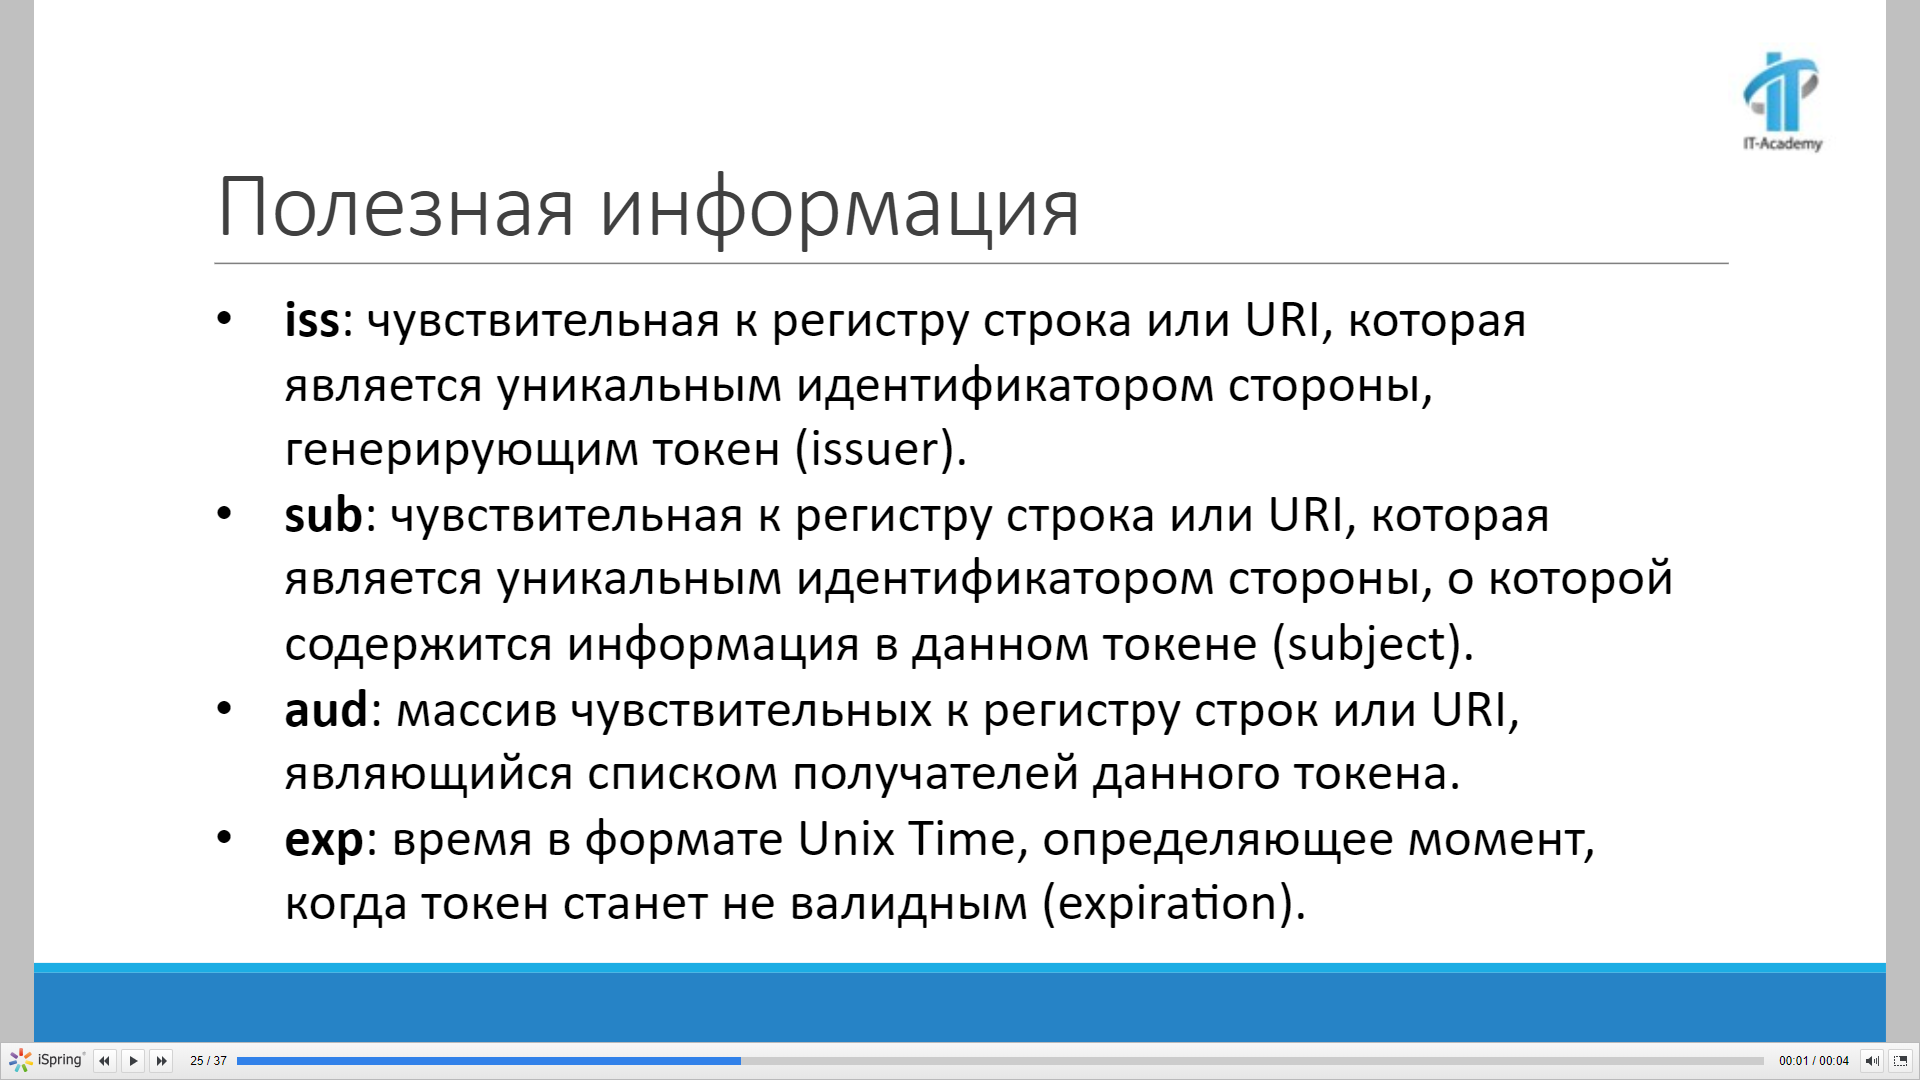 IT-Academy
Полезная информация
• iss: чувствительная к регистру строка или URI, которая
является уникальным идентификатором стороны,
генерирующим токен (issuer).
• sub: чувствительная к регистру строка или URI, которая
является уникальным идентификатором стороны, о которой
содержится информация в данном токене (subject).
• aud: массив чувствительных к регистру строк или URI,
являющийся списком получателей данного токена.
• exp: время в формате Unix Time, определяющее момент,
когда токен станет не валидным (expiration).
iSpring 25 / 37 00:01 / 00:04